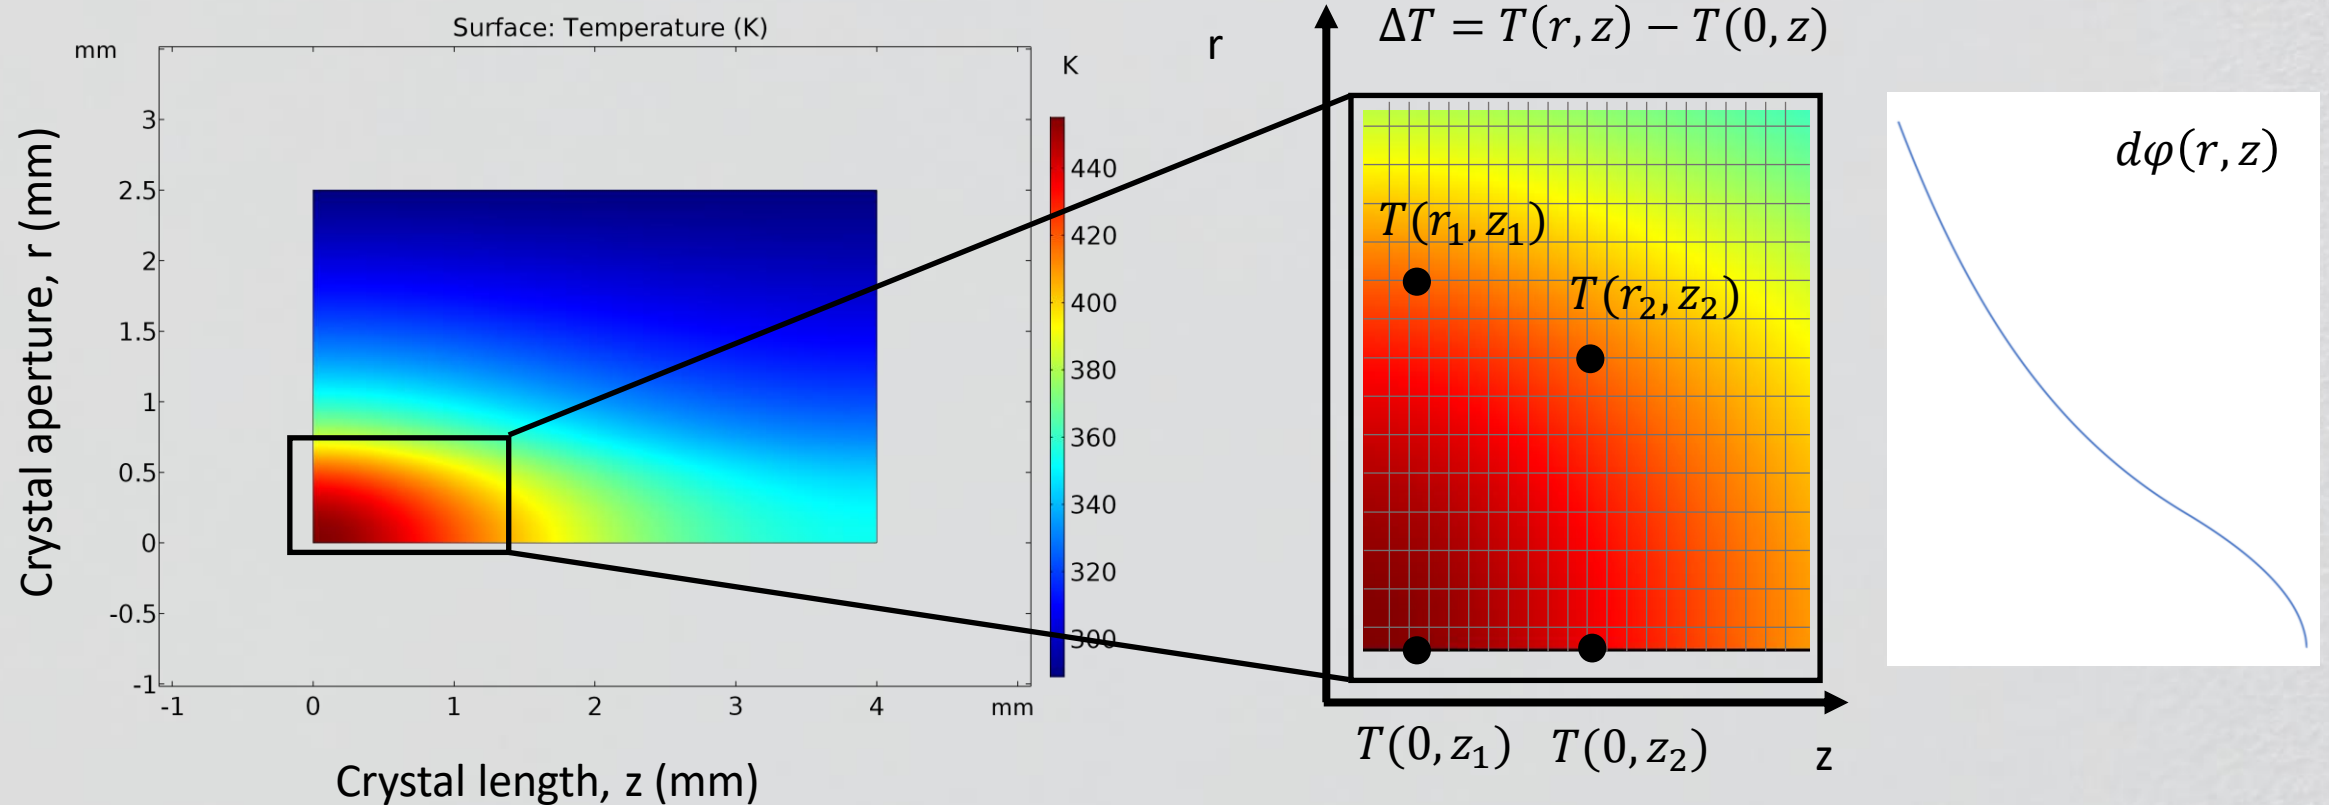 Surface: Temperature (K)
mm
K
3
2.5
2
1.5
1
0.5
0
-0.5
-1
-1
0
1
2
3
4
mm
440
420
400
380
360
340
320
300
Crystal aperture, r (mm)
Crystal length, z (mm)
r
ΔT = T(r, z) − T(0, z)
T(r₁, z₁)
T(r₂, z₂)
T(0, z₁) T(0, z₂)
z
dφ(r, z)